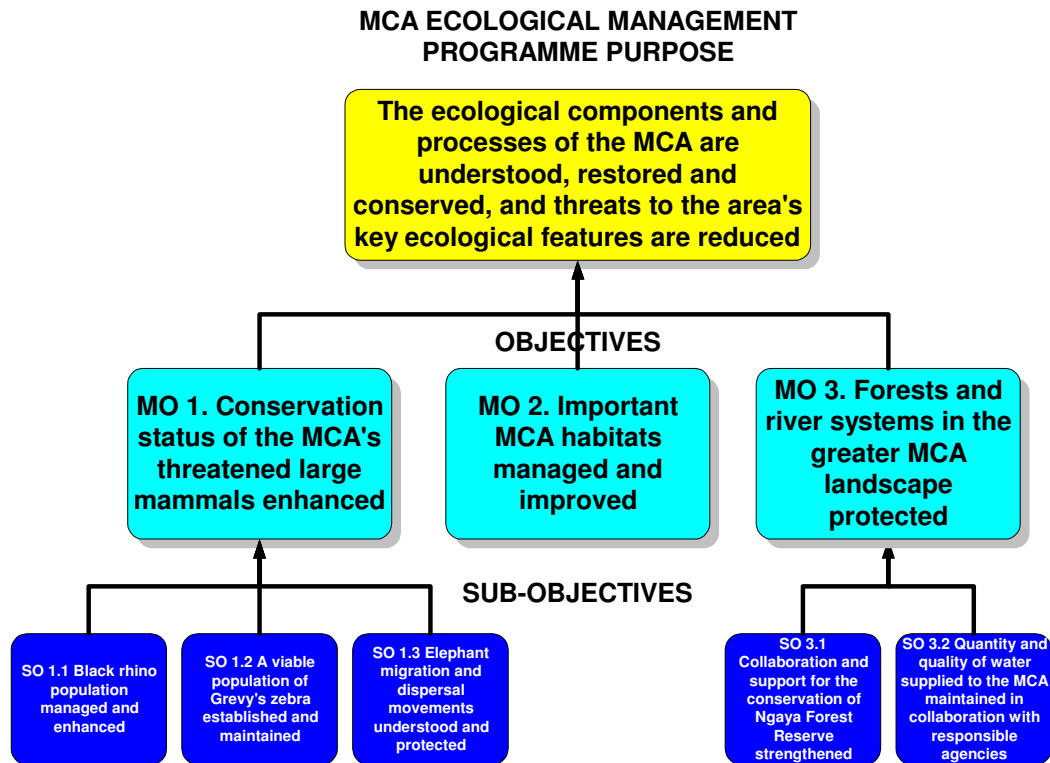 MCA ECOLOGICAL MANAGEMENT
PROGRAMME PURPOSE
The ecological components and
processes of the MCA are
understood, restored and
conserved, and threats to the area's
key ecological features are reduced
OBJECTIVES
MO 1. Conservation
status of the MCA's
threatened large
mammals enhanced
MO 2. Important
MCA habitats
managed and
improved
MO 3. Forests and
river systems in the
greater MCA
landscape
protected
SUB-OBJECTIVES
SO 1.1 Black rhino
population
managed and
enhanced
SO 1.2 A viable
population of
Grevy's zebra
established and
maintained
SO 1.3 Elephant
migration and
dispersal
movements
understood and
protected
SO 3.1
Collaboration and
support for the
conservation of
Ngaya Forest
Reserve
strengthened
SO 3.2 Quantity and
quality of water
supplied to the MCA
maintained in
collaboration with
responsible
agencies